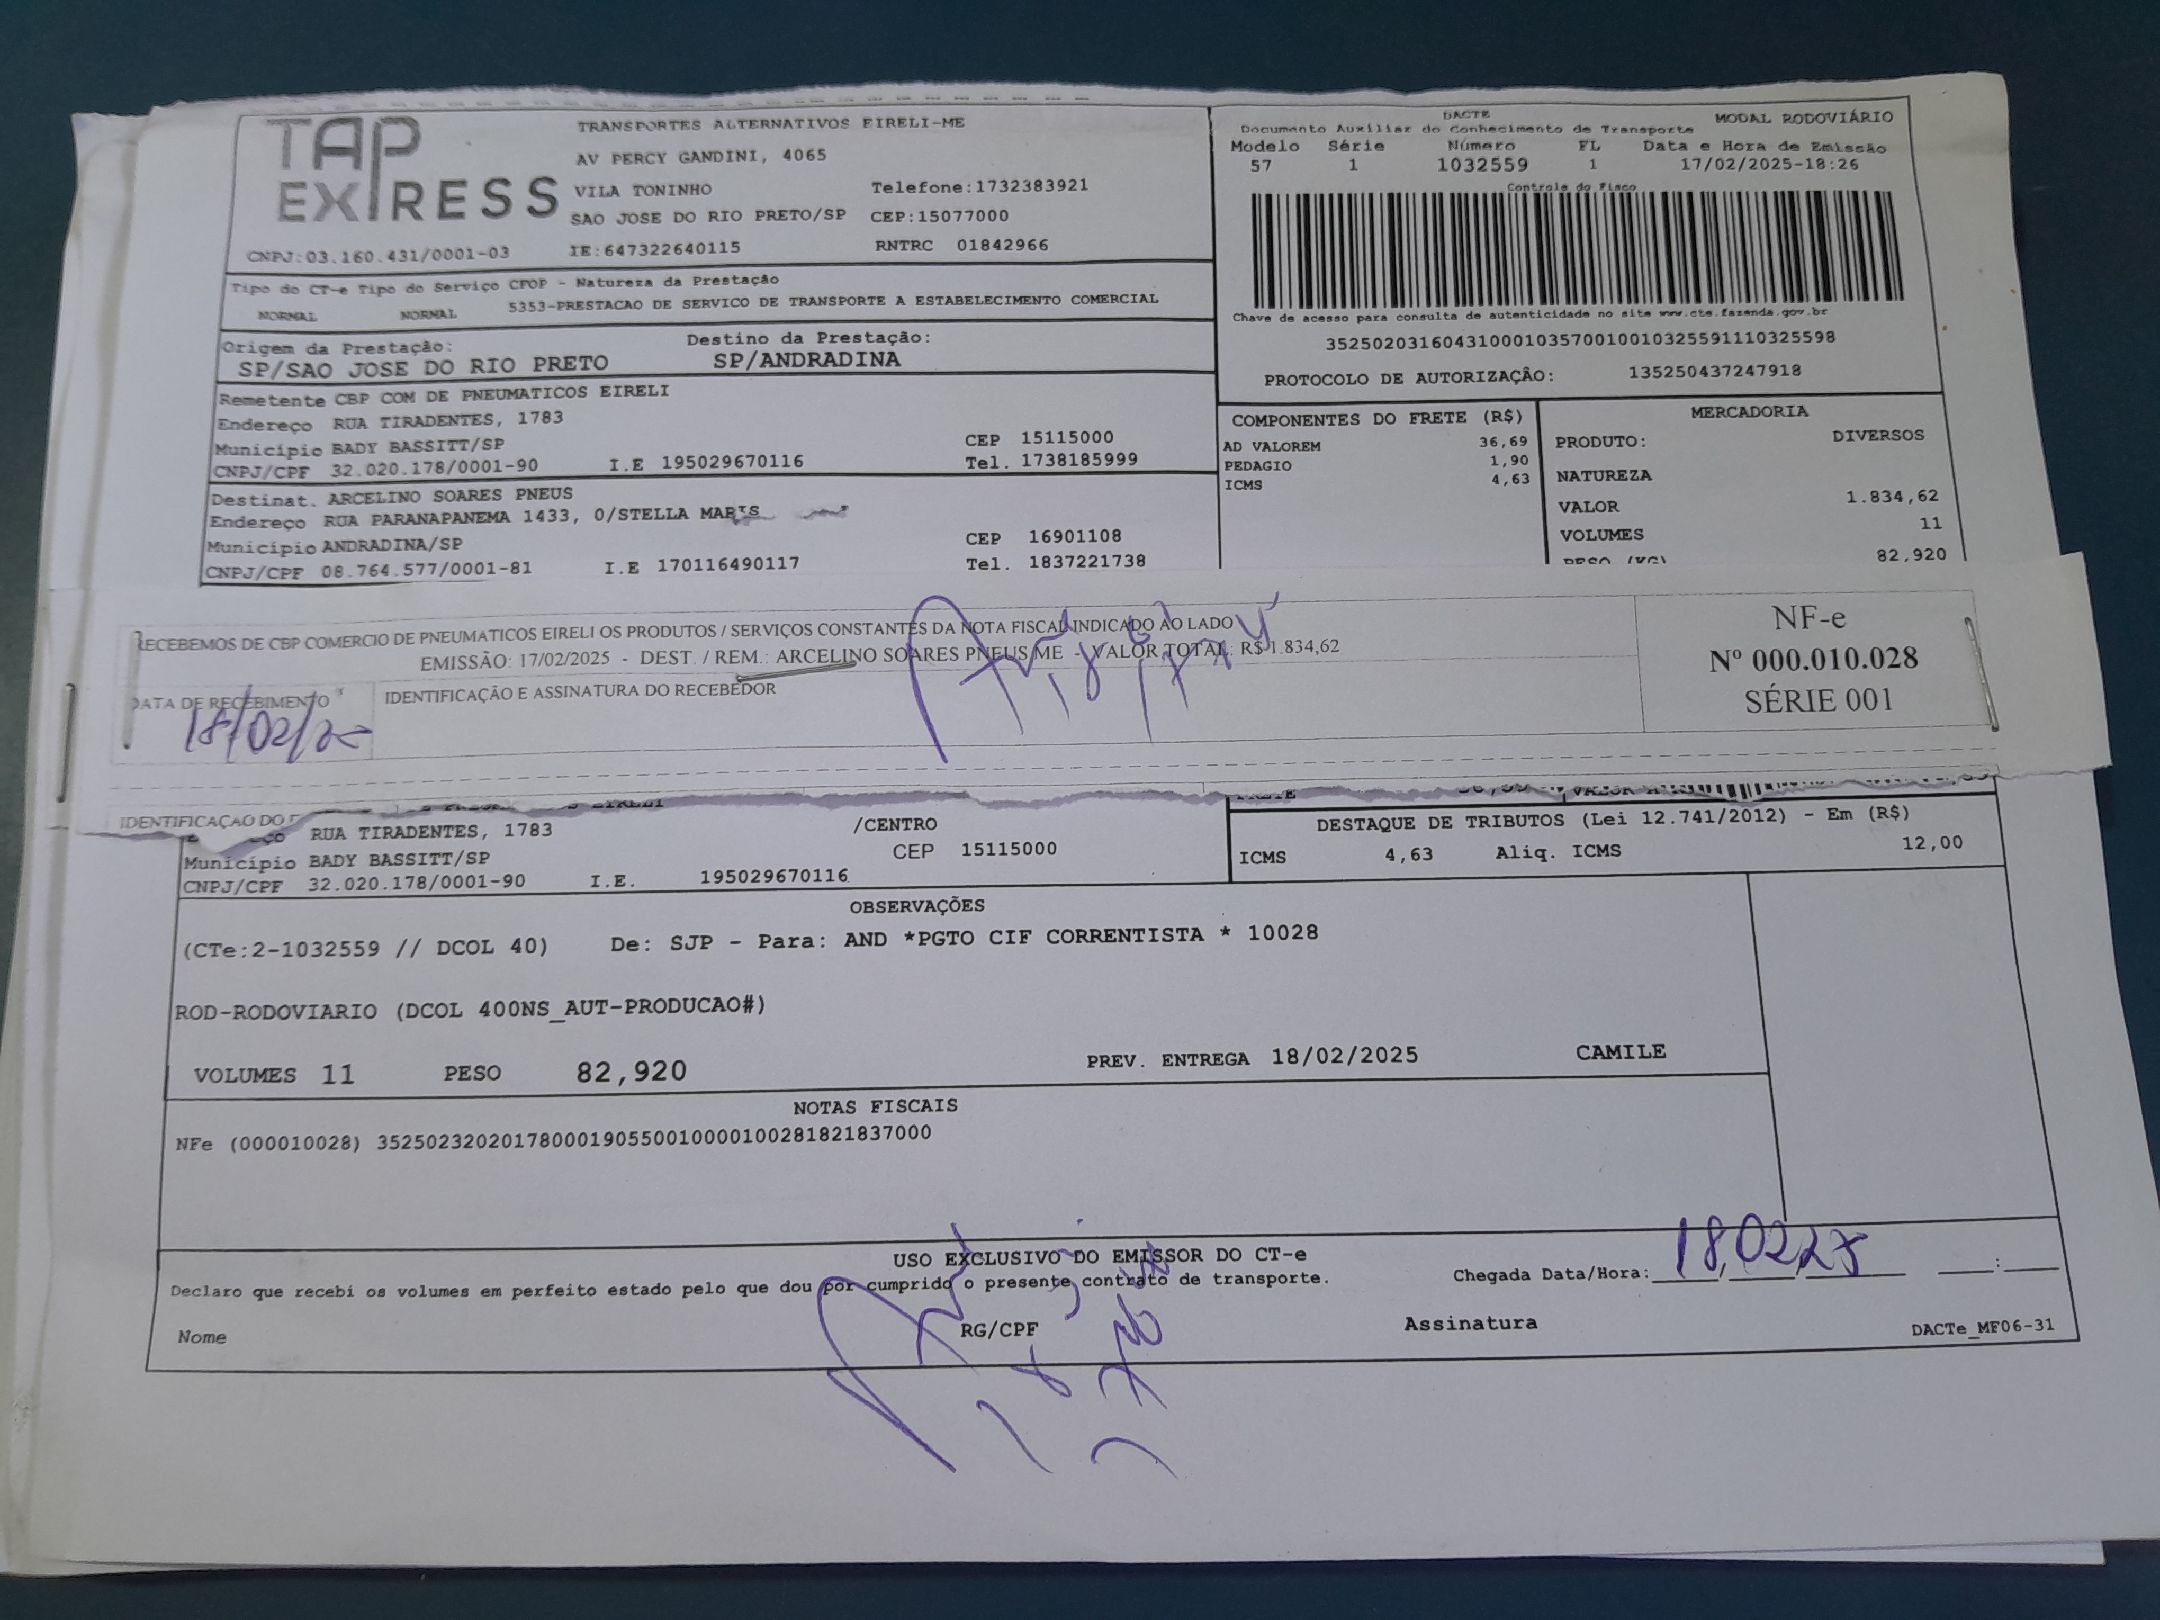 TAP EXPRESS
TRANSPORTES ALTERNATIVOS EIRELI-ME
AV PERCY GANDINI, 4065
VILA TONINHO Telefone:1732383921
SAO JOSE DO RIO PRETO/SP CEP:15077000
CNPJ:03.160.431/0001-03 IE:647322640115 RNTRC 01842966
DACTE MODAL RODOVIÁRIO
Documento Auxiliar do Conhecimento de Transporte
Modelo Série Número FL Data e Hora de Emissão
57 1 1032559 1 17/02/2025-18:26
Controle do Fisco
Chave de acesso para consulta de autenticidade no site www.cte.fazenda.gov.br
35250203160431000103570010010325591110325598
PROTOCOLO DE AUTORIZAÇÃO: 135250437247918
Tipo do CT-e Tipo do Serviço CFOP - Natureza da Prestação
NORMAL NORMAL 5353-PRESTACAO DE SERVICO DE TRANSPORTE A ESTABELECIMENTO COMERCIAL
Origem da Prestação: Destino da Prestação:
SP/SAO JOSE DO RIO PRETO SP/ANDRADINA
Remetente CBP COM DE PNEUMATICOS EIRELI
Endereço RUA TIRADENTES, 1783
Município BADY BASSITT/SP CEP 15115000
CNPJ/CPF 32.020.178/0001-90 I.E 195029670116 Tel. 1738185999
Destinat. ARCELINO SOARES PNEUS
Endereço RUA PARANAPANEMA 1433, 0/STELLA MARIS
Município ANDRADINA/SP CEP 16901108
CNPJ/CPF 08.764.577/0001-81 I.E 170116490117 Tel. 1837221738
COMPONENTES DO FRETE (R$)
AD VALOREM 36,69
PEDAGIO 1,90
ICMS 4,63
MERCADORIA
PRODUTO: DIVERSOS
NATUREZA
VALOR 1.834,62
VOLUMES 11
PESO (KG) 82,920
RECEBEMOS DE CBP COMERCIO DE PNEUMATICOS EIRELI OS PRODUTOS / SERVIÇOS CONSTANTES DA NOTA FISCAL INDICADO AO LADO
EMISSÃO: 17/02/2025 - DEST. / REM.: ARCELINO SOARES PNEUS ME - VALOR TOTAL: R$ 1.834,62
DATA DE RECEBIMENTO IDENTIFICAÇÃO E ASSINATURA DO RECEBEDOR
18/02/25
NF-e
Nº 000.010.028
SÉRIE 001
IDENTIFICAÇÃO DO
RUA TIRADENTES, 1783 /CENTRO
Município BADY BASSITT/SP CEP 15115000
CNPJ/CPF 32.020.178/0001-90 I.E. 195029670116
DESTAQUE DE TRIBUTOS (Lei 12.741/2012) - Em (R$)
ICMS 4,63 Aliq. ICMS 12,00
OBSERVAÇÕES
(CTe:2-1032559 // DCOL 40) De: SJP - Para: AND *PGTO CIF CORRENTISTA * 10028
ROD-RODOVIARIO (DCOL 400NS_AUT-PRODUCAO#)
VOLUMES 11 PESO 82,920 PREV. ENTREGA 18/02/2025 CAMILE
NOTAS FISCAIS
NFe (000010028) 35250232020178000190550010000100281821837000
USO EXCLUSIVO DO EMISSOR DO CT-e
Declaro que recebi os volumes em perfeito estado pelo que dou por cumprido o presente contrato de transporte.
Chegada Data/Hora: 18/02/25 :
Nome RG/CPF Assinatura DACTe_MF06-31